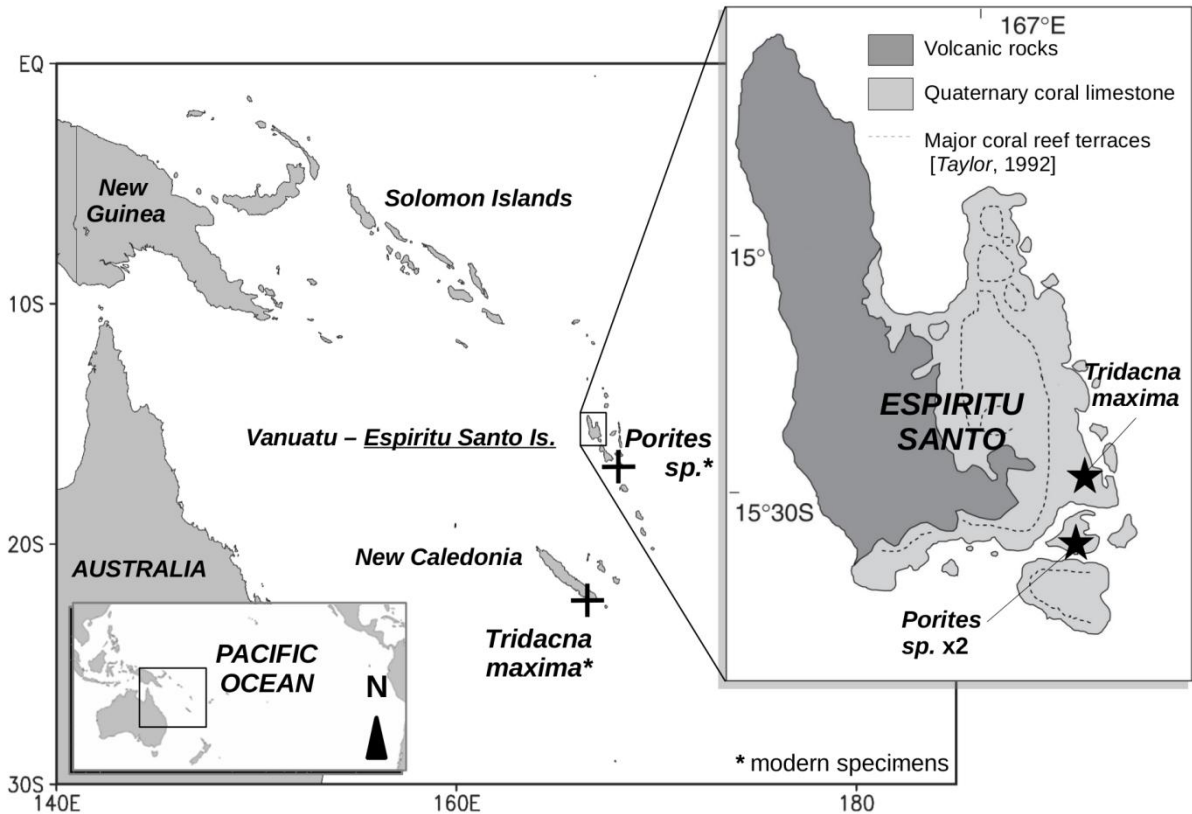 EQ
10S
20S
30S
140E
160E
180
New
Guinea
Solomon Islands
Vanuatu – Espiritu Santo Is.
Porites
sp.*
New Caledonia
Tridacna
maxima*
AUSTRALIA
PACIFIC
OCEAN
N
* modern specimens
167°E
Volcanic rocks
Quaternary coral limestone
Major coral reef terraces
[Taylor, 1992]
15°
15°30S
ESPIRITU
SANTO
Tridacna
maxima
Porites
sp. x2